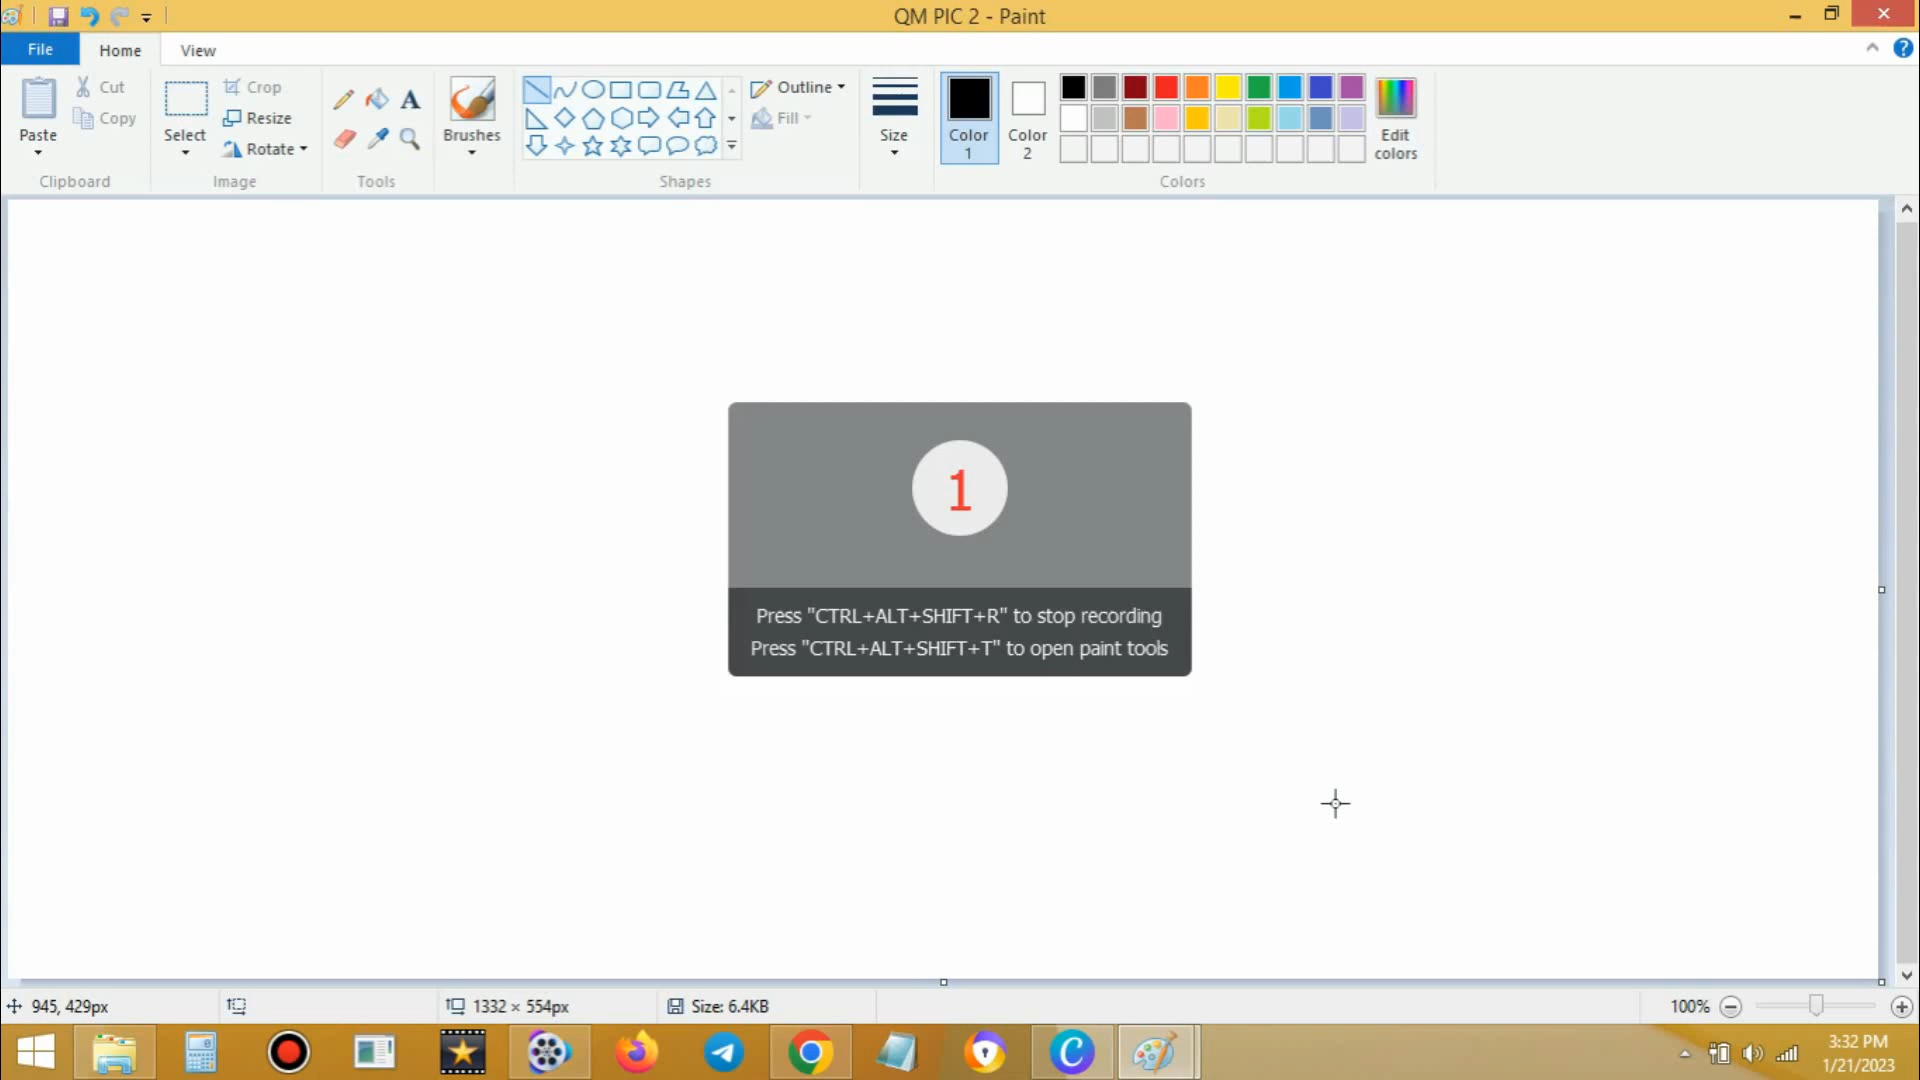 QM PIC 2 - Paint
File Home View
Paste
Cut
Copy
Clipboard
Select
Crop
Resize
Rotate
Image
A
Tools
Brushes
Outline
Fill
Shapes
Size
Color 1
Color 2
Edit colors
Colors
1
Press "CTRL+ALT+SHIFT+R" to stop recording
Press "CTRL+ALT+SHIFT+T" to open paint tools
945, 429px 1332 × 554px Size: 6.4KB 100%
3:32 PM
1/21/2023